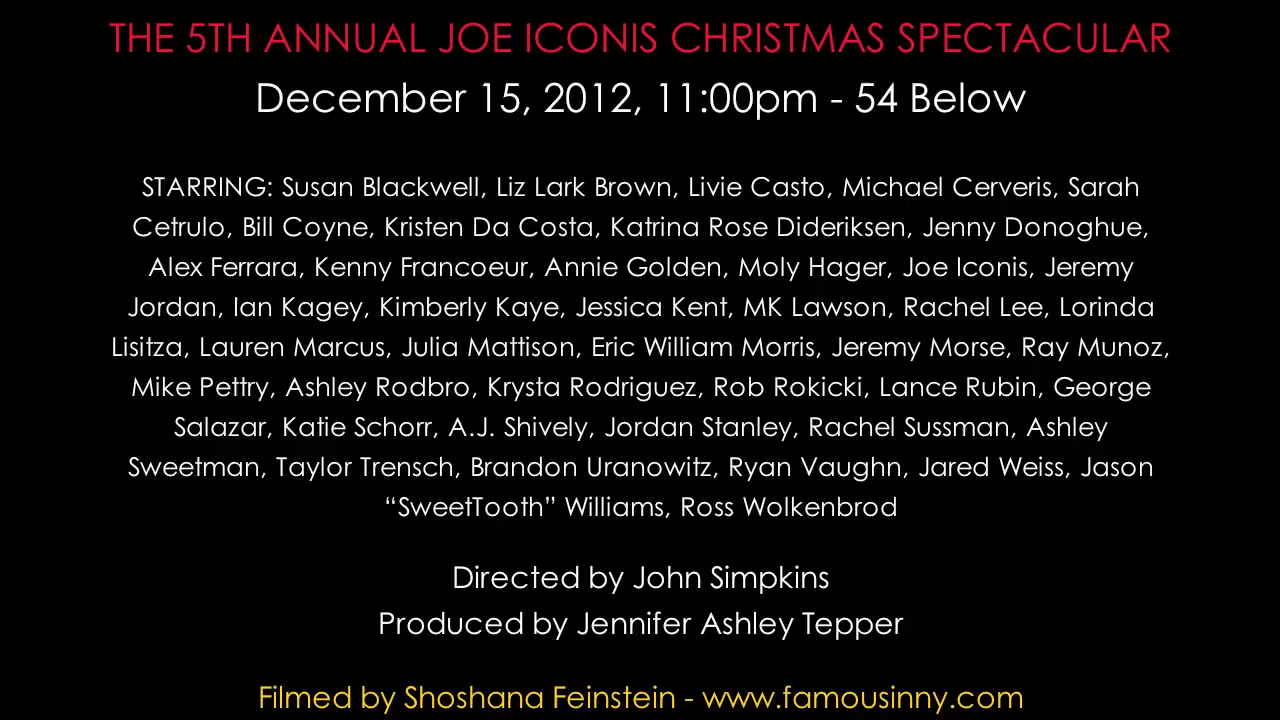 THE 5TH ANNUAL JOE ICONIS CHRISTMAS SPECTACULAR
December 15, 2012, 11:00pm - 54 Below
STARRING: Susan Blackwell, Liz Lark Brown, Livie Casto, Michael Cerveris, Sarah
Cetrulo, Bill Coyne, Kristen Da Costa, Katrina Rose Dideriksen, Jenny Donoghue,
Alex Ferrara, Kenny Francoeur, Annie Golden, Moly Hager, Joe Iconis, Jeremy
Jordan, Ian Kagey, Kimberly Kaye, Jessica Kent, MK Lawson, Rachel Lee, Lorinda
Lisitza, Lauren Marcus, Julia Mattison, Eric William Morris, Jeremy Morse, Ray Munoz,
Mike Pettry, Ashley Rodbro, Krysta Rodriguez, Rob Rokicki, Lance Rubin, George
Salazar, Katie Schorr, A.J. Shively, Jordan Stanley, Rachel Sussman, Ashley
Sweetman, Taylor Trensch, Brandon Uranowitz, Ryan Vaughn, Jared Weiss, Jason
“SweetTooth” Williams, Ross Wolkenbrod
Directed by John Simpkins
Produced by Jennifer Ashley Tepper
Filmed by Shoshana Feinstein - www.famousinny.com